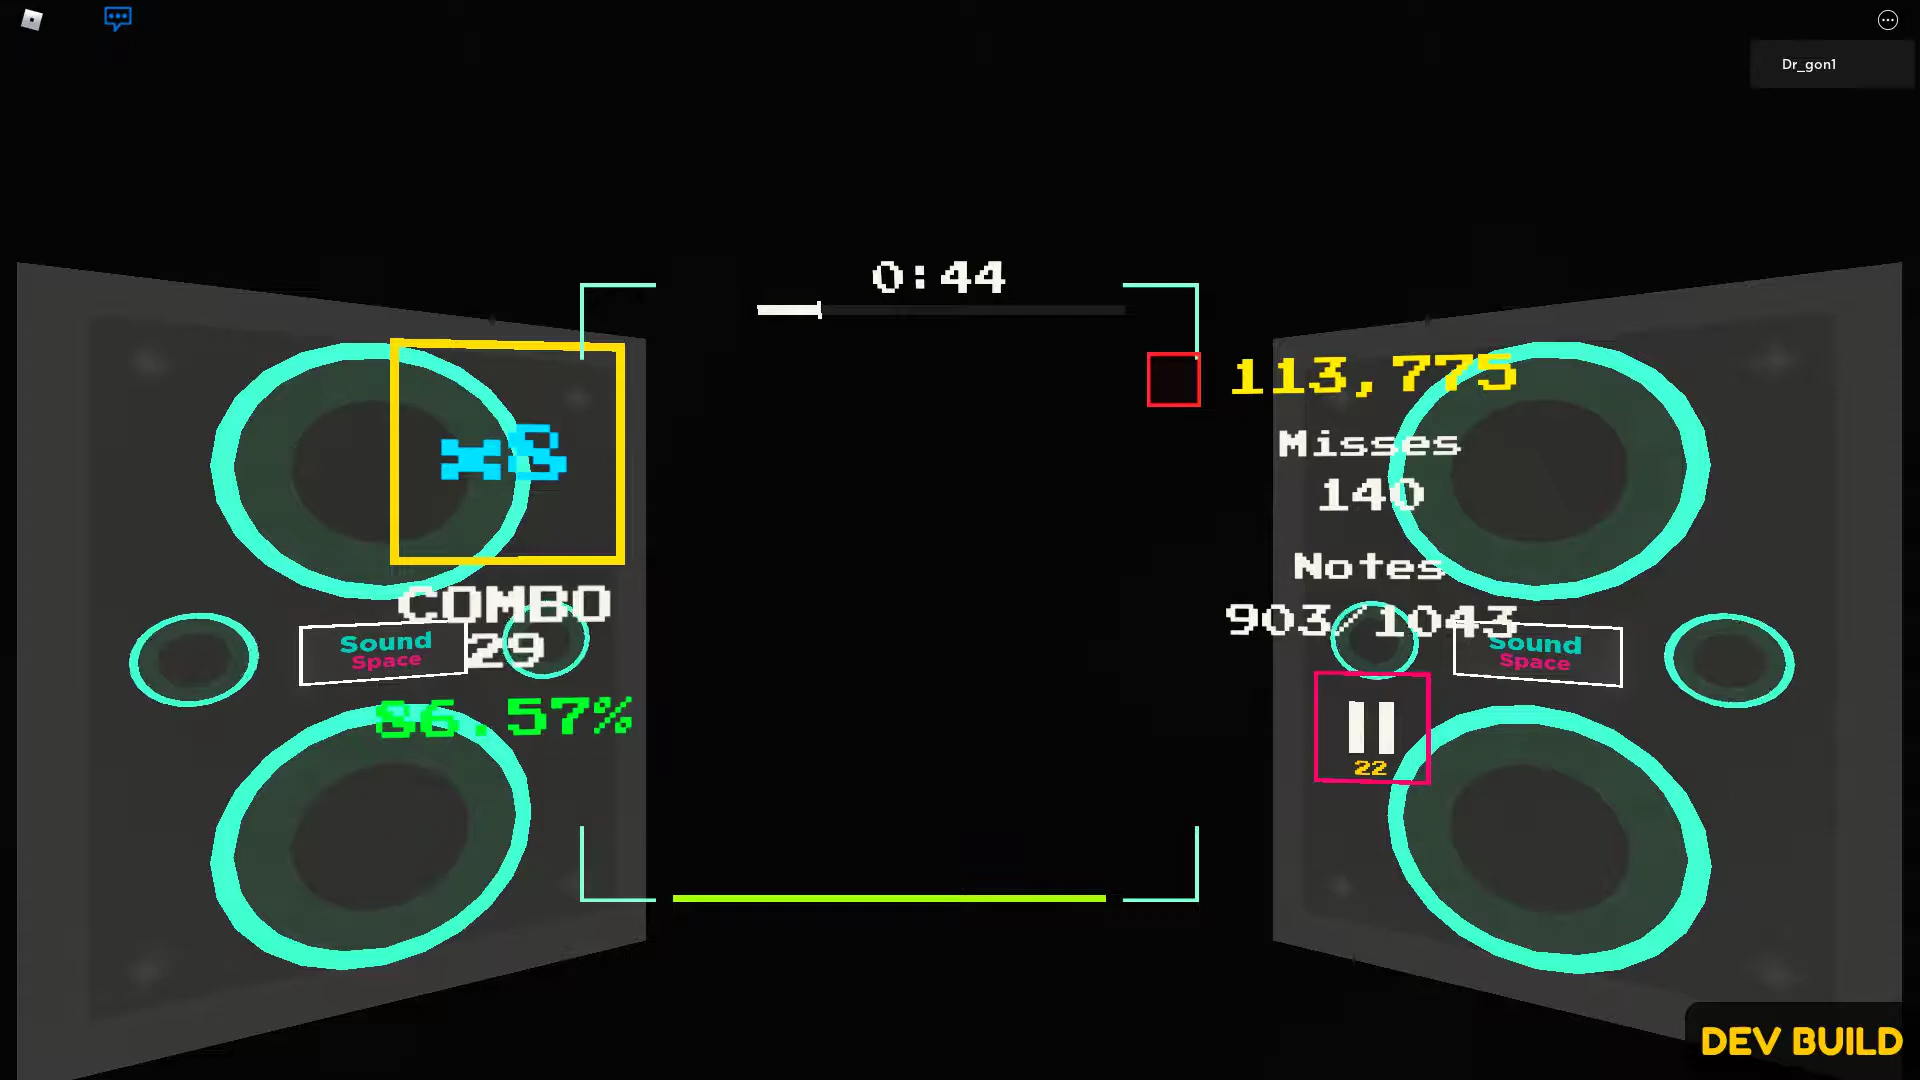 Dr_gon1
0:44
113,775
x8
Misses
140
Notes
903/1043
COMBO
29
Sound
Space
Sound
Space
86.57%
22
DEV BUILD